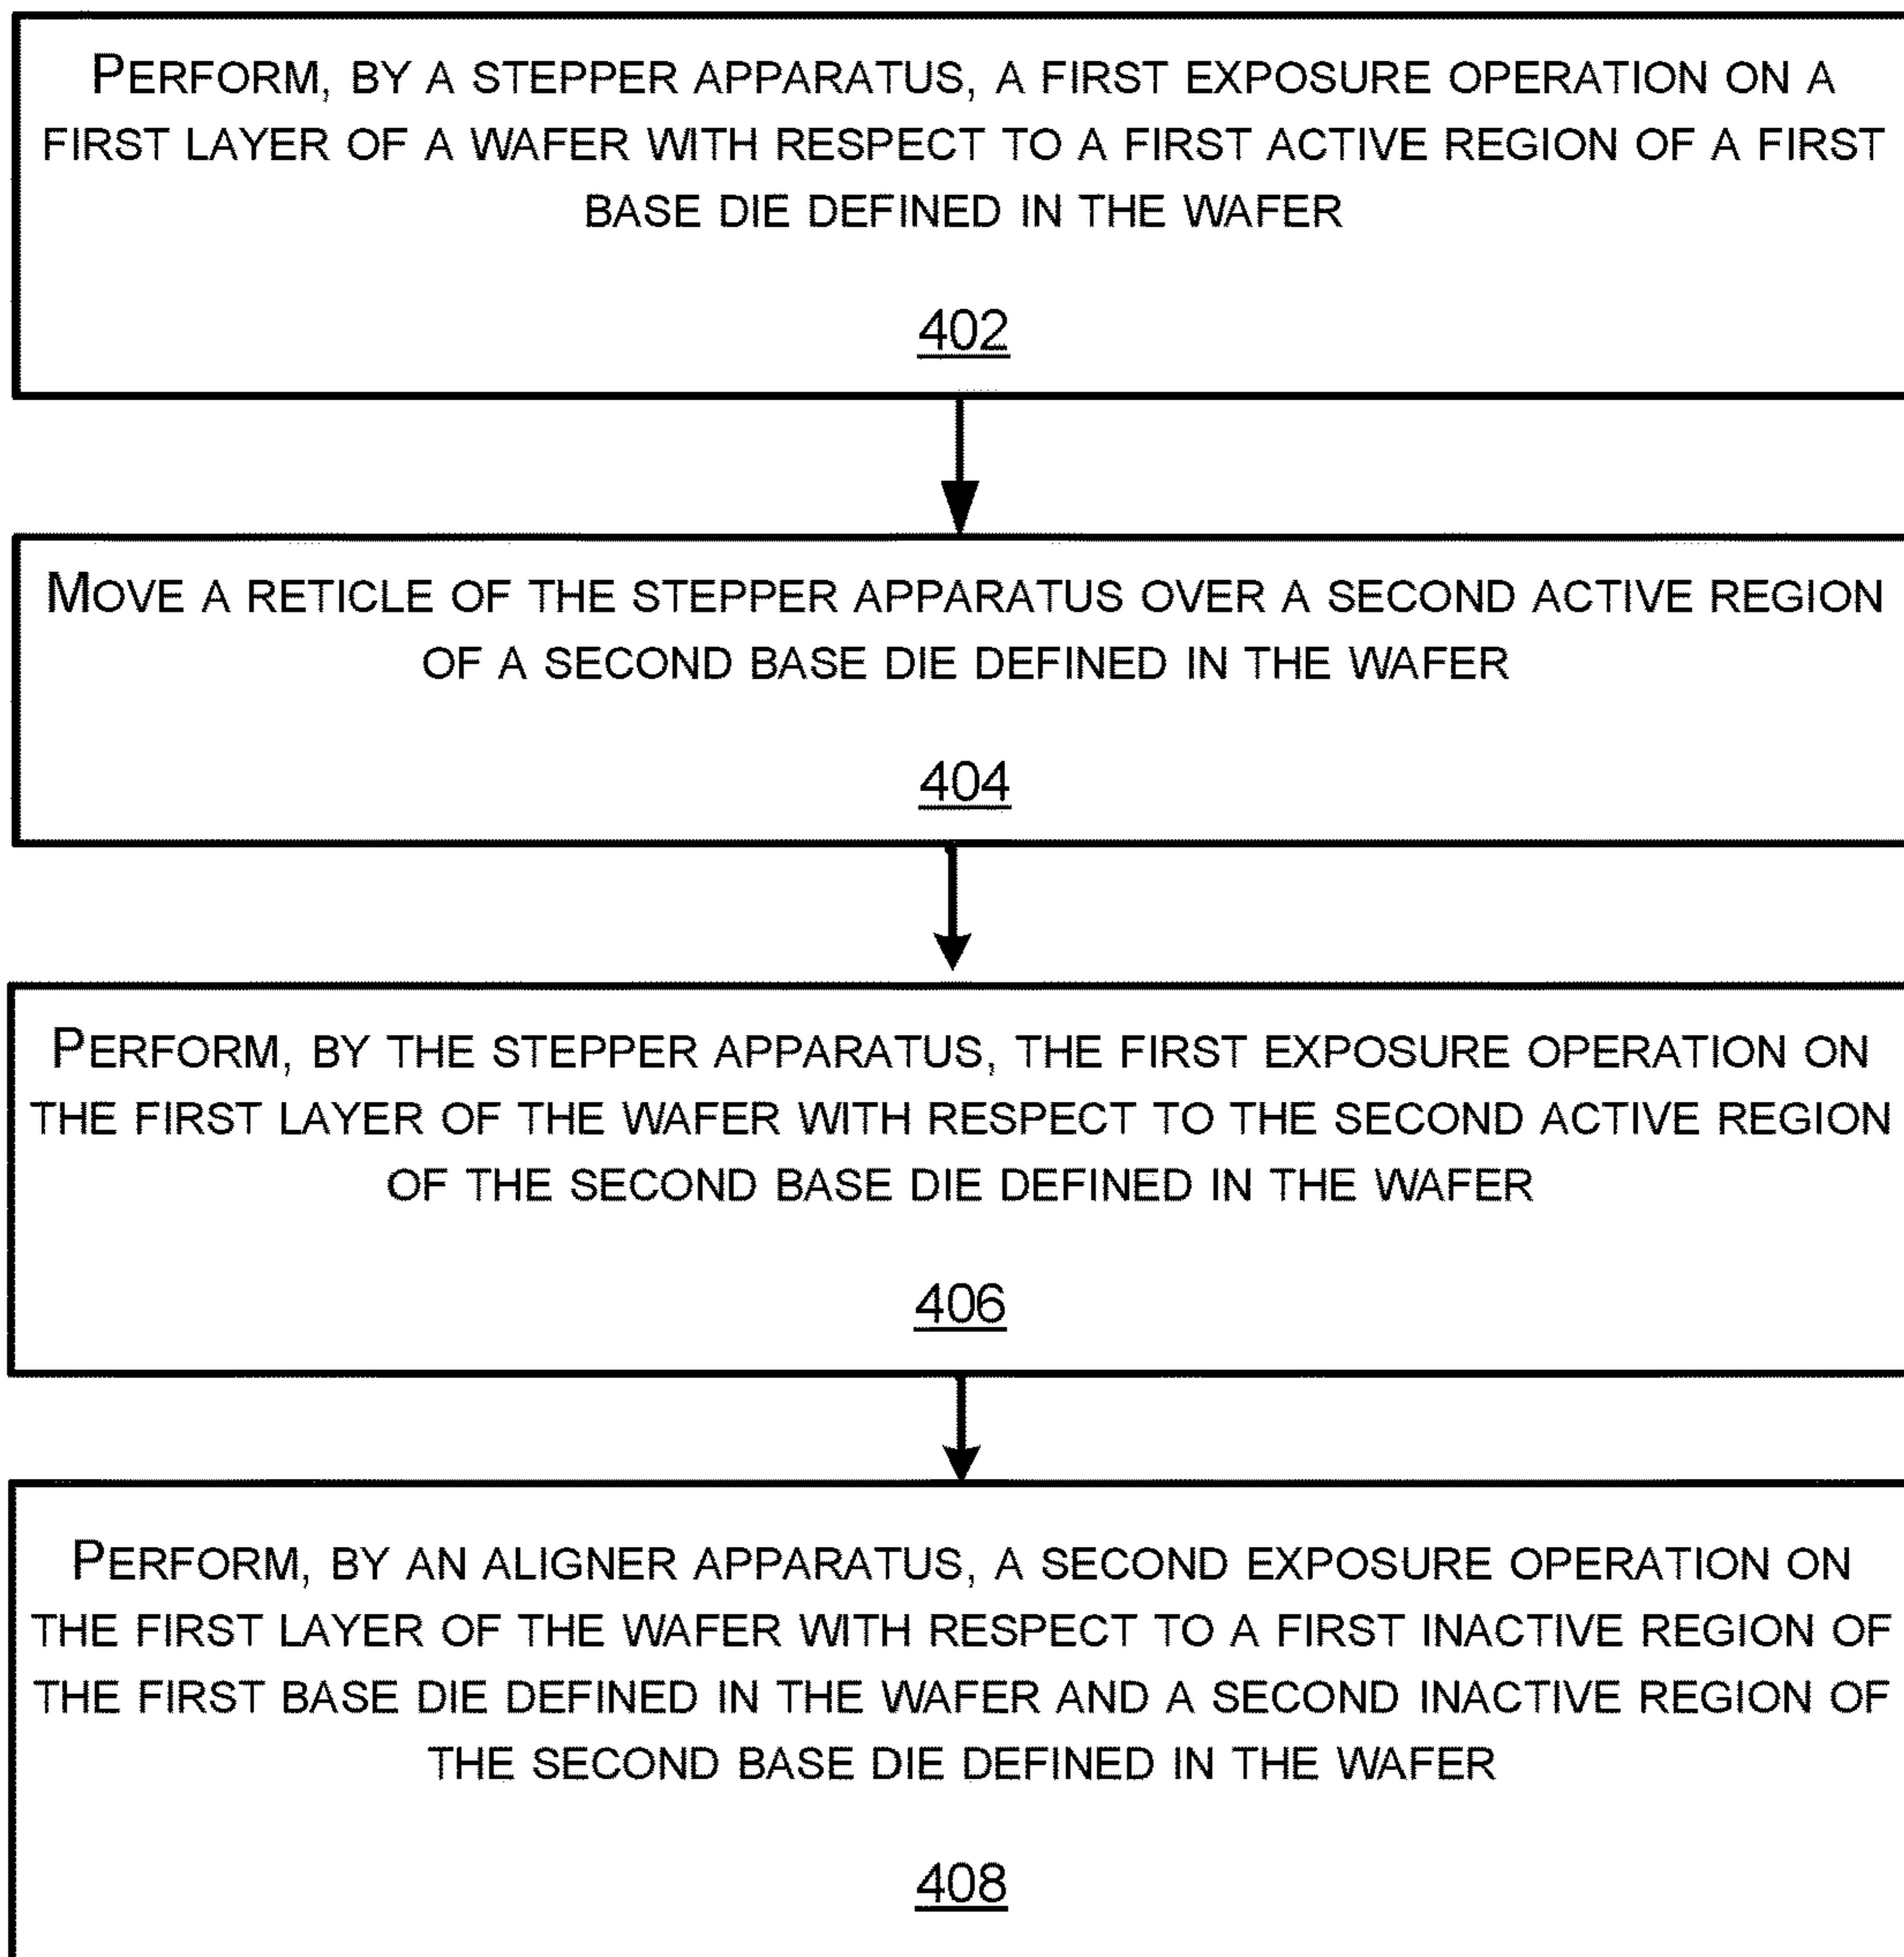 PERFORM, BY A STEPPER APPARATUS, A FIRST EXPOSURE OPERATION ON A
FIRST LAYER OF A WAFER WITH RESPECT TO A FIRST ACTIVE REGION OF A FIRST
BASE DIE DEFINED IN THE WAFER
402
MOVE A RETICLE OF THE STEPPER APPARATUS OVER A SECOND ACTIVE REGION
OF A SECOND BASE DIE DEFINED IN THE WAFER
404
PERFORM, BY THE STEPPER APPARATUS, THE FIRST EXPOSURE OPERATION ON
THE FIRST LAYER OF THE WAFER WITH RESPECT TO THE SECOND ACTIVE REGION
OF THE SECOND BASE DIE DEFINED IN THE WAFER
406
PERFORM, BY AN ALIGNER APPARATUS, A SECOND EXPOSURE OPERATION ON
THE FIRST LAYER OF THE WAFER WITH RESPECT TO A FIRST INACTIVE REGION OF
THE FIRST BASE DIE DEFINED IN THE WAFER AND A SECOND INACTIVE REGION OF
THE SECOND BASE DIE DEFINED IN THE WAFER
408